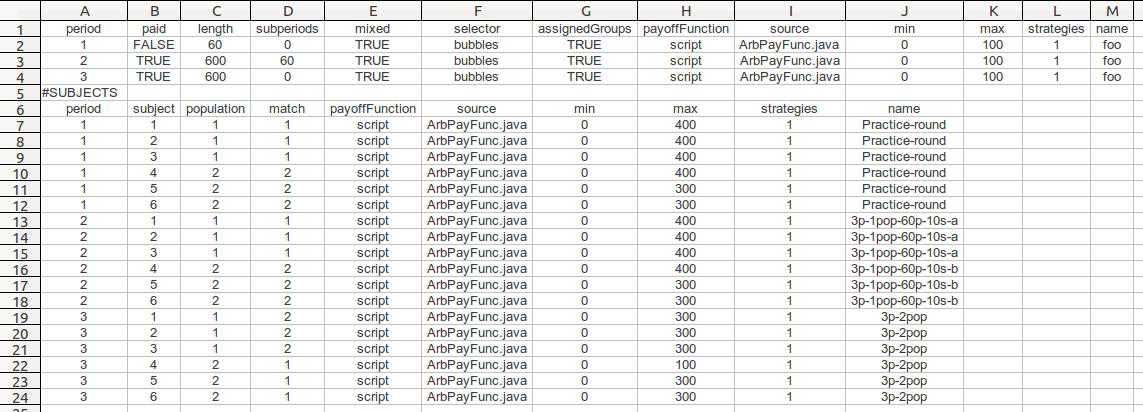 A B C D E F G H I J K L M
1 period paid length subperiods mixed selector assignedGroups payoffFunction source min max strategies name
2 1 FALSE 60 0 TRUE bubbles TRUE script ArbPayFunc.java 0 100 1 foo
3 2 TRUE 600 60 TRUE bubbles TRUE script ArbPayFunc.java 0 100 1 foo
4 3 TRUE 600 0 TRUE bubbles TRUE script ArbPayFunc.java 0 100 1 foo
5 #SUBJECTS
6 period subject population match payoffFunction source min max strategies name
7 1 1 1 1 script ArbPayFunc.java 0 400 1 Practice-round
8 1 2 1 1 script ArbPayFunc.java 0 400 1 Practice-round
9 1 3 1 1 script ArbPayFunc.java 0 400 1 Practice-round
10 1 4 2 2 script ArbPayFunc.java 0 400 1 Practice-round
11 1 5 2 2 script ArbPayFunc.java 0 300 1 Practice-round
12 1 6 2 2 script ArbPayFunc.java 0 300 1 Practice-round
13 2 1 1 1 script ArbPayFunc.java 0 400 1 3p-1pop-60p-10s-a
14 2 2 1 1 script ArbPayFunc.java 0 400 1 3p-1pop-60p-10s-a
15 2 3 1 1 script ArbPayFunc.java 0 400 1 3p-1pop-60p-10s-a
16 2 4 2 2 script ArbPayFunc.java 0 400 1 3p-1pop-60p-10s-b
17 2 5 2 2 script ArbPayFunc.java 0 300 1 3p-1pop-60p-10s-b
18 2 6 2 2 script ArbPayFunc.java 0 300 1 3p-1pop-60p-10s-b
19 3 1 1 2 script ArbPayFunc.java 0 300 1 3p-2pop
20 3 2 1 2 script ArbPayFunc.java 0 300 1 3p-2pop
21 3 3 1 2 script ArbPayFunc.java 0 300 1 3p-2pop
22 3 4 2 1 script ArbPayFunc.java 0 100 1 3p-2pop
23 3 5 2 1 script ArbPayFunc.java 0 300 1 3p-2pop
24 3 6 2 1 script ArbPayFunc.java 0 300 1 3p-2pop